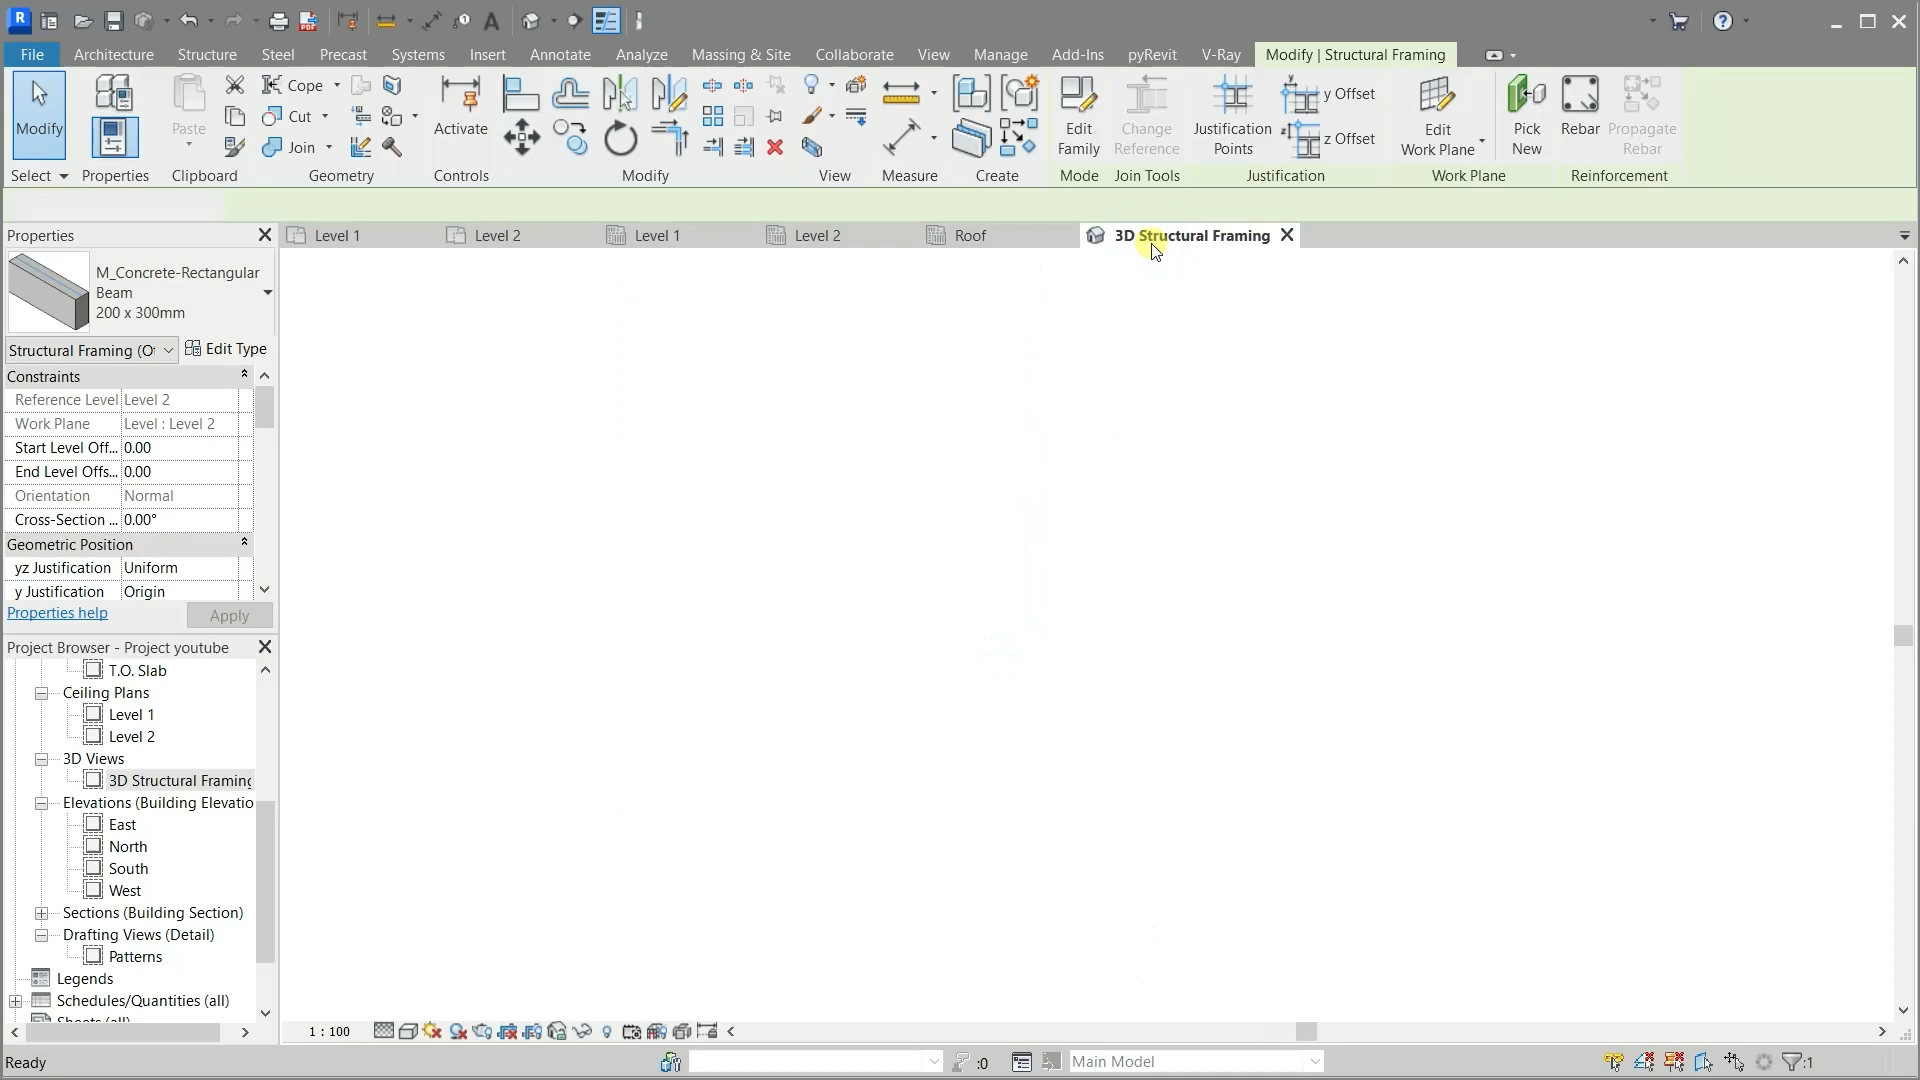 File Architecture Structure Steel Precast Systems Insert Annotate Analyze Massing & Site Collaborate View Manage Add-Ins pyRevit V-Ray Modify | Structural Framing
Modify
Paste
Cope
Cut
Join
Activate
Edit Family
Change Reference
Justification Points
y Offset
z Offset
Edit Work Plane
Pick New
Rebar
Propagate Rebar
Select Properties Clipboard Geometry Controls Modify View Measure Create Mode Join Tools Justification Work Plane Reinforcement
Properties
Level 1 Level 2 Level 1 Level 2 Roof 3D Structural Framing
M_Concrete-Rectangular
Beam
200 x 300mm
Structural Framing (Ot Edit Type
Constraints
Reference Level Level 2
Work Plane Level : Level 2
Start Level Off... 0.00
End Level Offs... 0.00
Orientation Normal
Cross-Section ... 0.00°
Geometric Position
yz Justification Uniform
y Justification Origin
Properties help Apply
Project Browser - Project youtube
T.O. Slab
Ceiling Plans
Level 1
Level 2
3D Views
3D Structural Framing
Elevations (Building Elevatio
East
North
South
West
Sections (Building Section)
Drafting Views (Detail)
Patterns
Legends
Schedules/Quantities (all)
1 : 100
Ready :0 Main Model :1